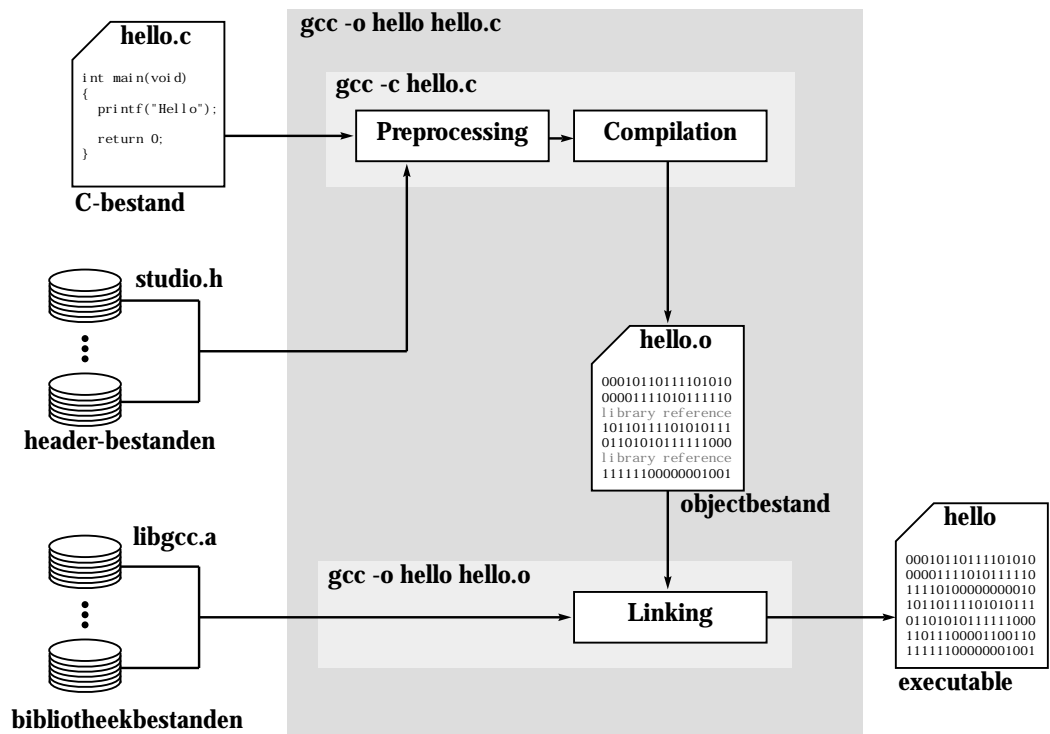 gcc -o hello hello.c
hello.c
int main(void)
{
printf("Hello");
return 0;
}
C-bestand
gcc -c hello.c
Preprocessing
Compilation
studio.h
header-bestanden
hello.o
00010110111101010
00001111010111110
library reference
10110111101010111
01101010111111000
library reference
11111100000001001
objectbestand
libgcc.a
bibliotheekbestanden
gcc -o hello hello.o
Linking
hello
00010110111101010
00001111010111110
11110100000000010
10110111101010111
01101010111111000
11011100001100110
11111100000001001
executable